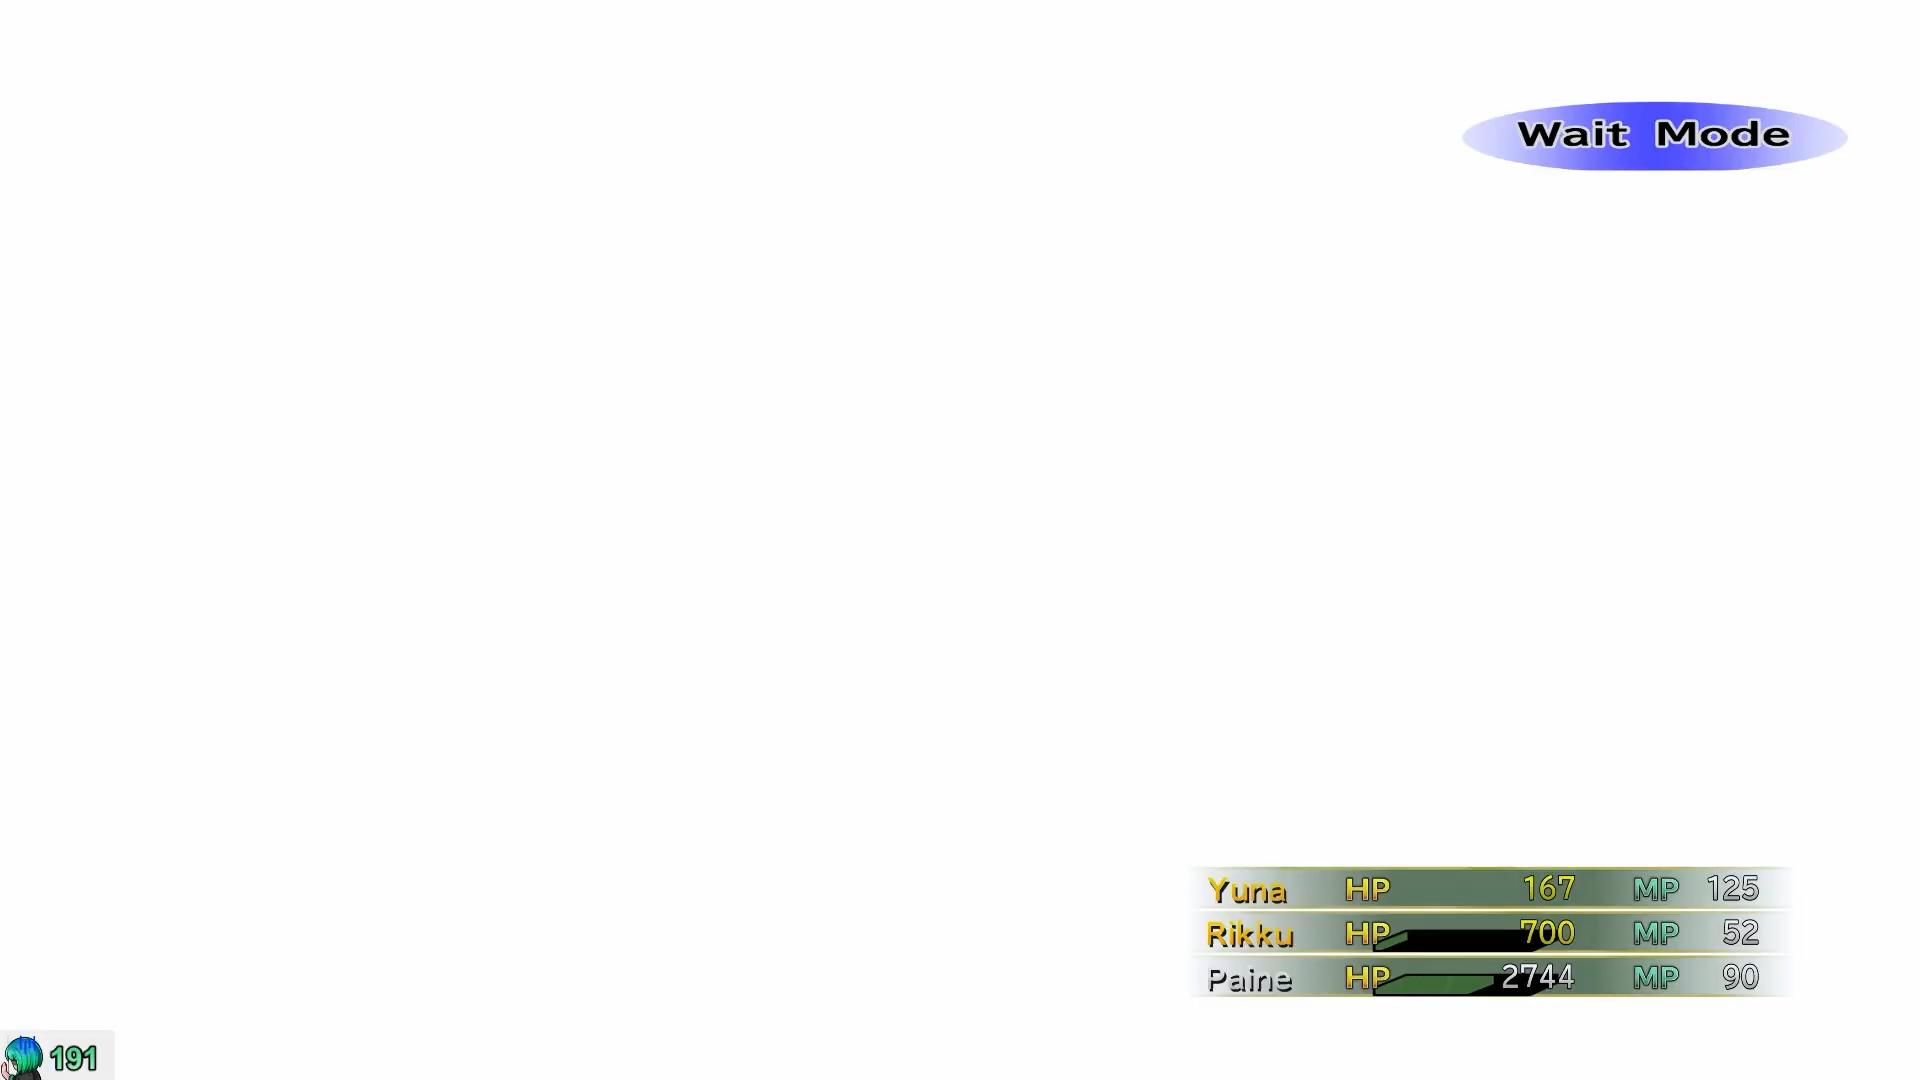 Wait Mode
Yuna HP 167 MP 125
Rikku HP 700 MP 52
Paine HP 2744 MP 90
191